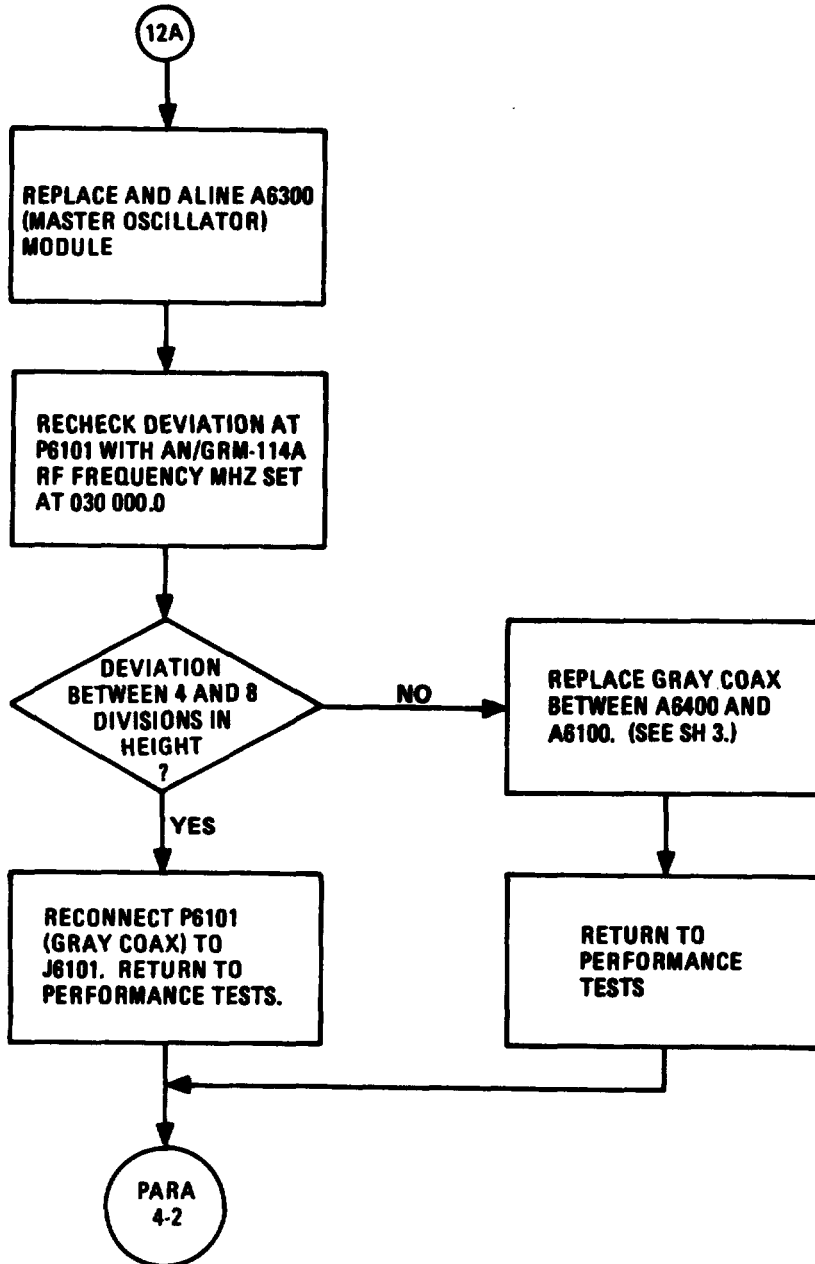 12A
REPLACE AND ALINE A6300
(MASTER OSCILLATOR)
MODULE
RECHECK DEVIATION AT
P6101 WITH AN/GRM-114A
RF FREQUENCY MHZ SET
AT 030 000.0
DEVIATION
BETWEEN 4 AND 8
DIVISIONS IN
HEIGHT
?
NO
REPLACE GRAY COAX
BETWEEN A6400 AND
A6100. (SEE SH 3.)
YES
RECONNECT P6101
(GRAY COAX) TO
J6101. RETURN TO
PERFORMANCE TESTS.
RETURN TO
PERFORMANCE
TESTS
PARA
4-2